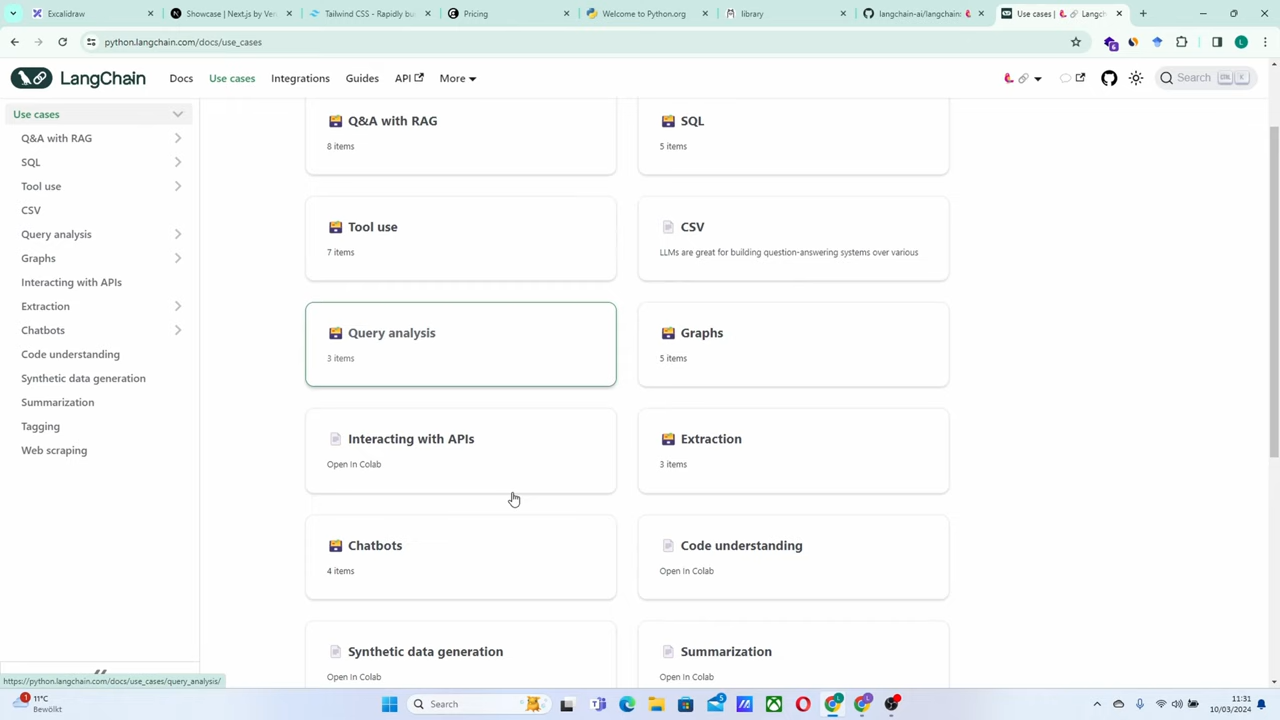 Excalidraw
Showcase | Next.js by Ver
Tailwind CSS - Rapidly bui
Pricing
Welcome to Python.org
library
langchain-ai/langchain:
Use cases | Langch
python.langchain.com/docs/use_cases
6
L
LangChain
Docs
Use cases
Integrations
Guides
API
More
Search
K
Use cases
Q&A with RAG
SQL
Tool use
CSV
Query analysis
Graphs
Interacting with APIs
Extraction
Chatbots
Code understanding
Synthetic data generation
Summarization
Tagging
Web scraping
Q&A with RAG
8 items
SQL
5 items
Tool use
7 items
CSV
LLMs are great for building question-answering systems over various
Query analysis
3 items
Graphs
5 items
Interacting with APIs
Open In Colab
Extraction
3 items
Chatbots
4 items
Code understanding
Open In Colab
Synthetic data generation
Open In Colab
Summarization
Open In Colab
https://python.langchain.com/docs/use_cases/query_analysis/
1
11°C
Bewölkt
Search
5
11:31
10/03/2024